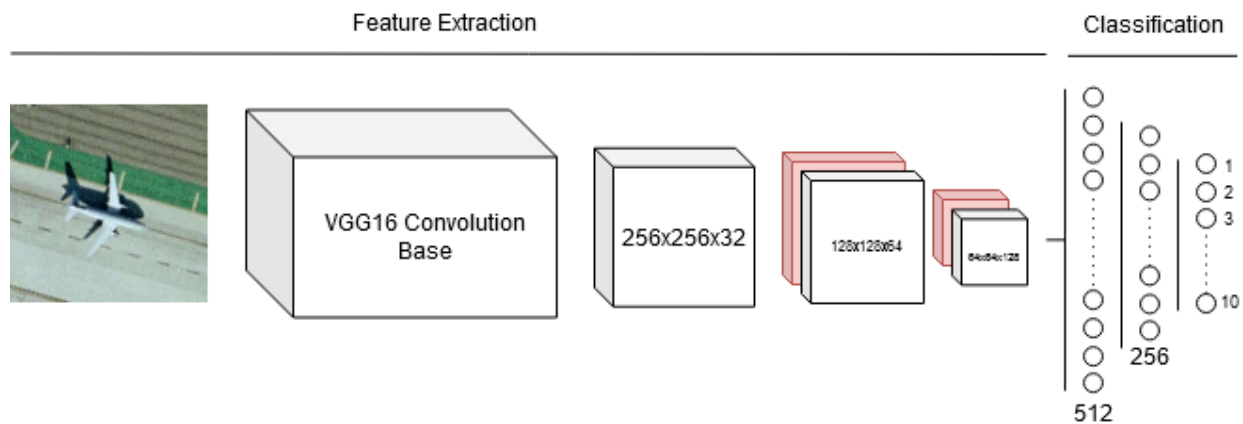 Feature Extraction
Classification
VGG16 Convolution
Base
256x256x32
128x128x64
64x64x128
1
2
3
10
256
512